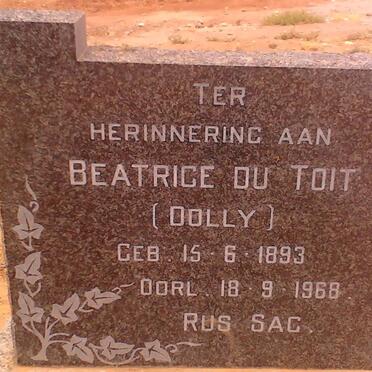 TER
HERINNERING AAN
BEATRICE DU TOIT
(DOLLY)
GEB. 15-6-1893
OORL. 18-9-1968.
RUS SAG.